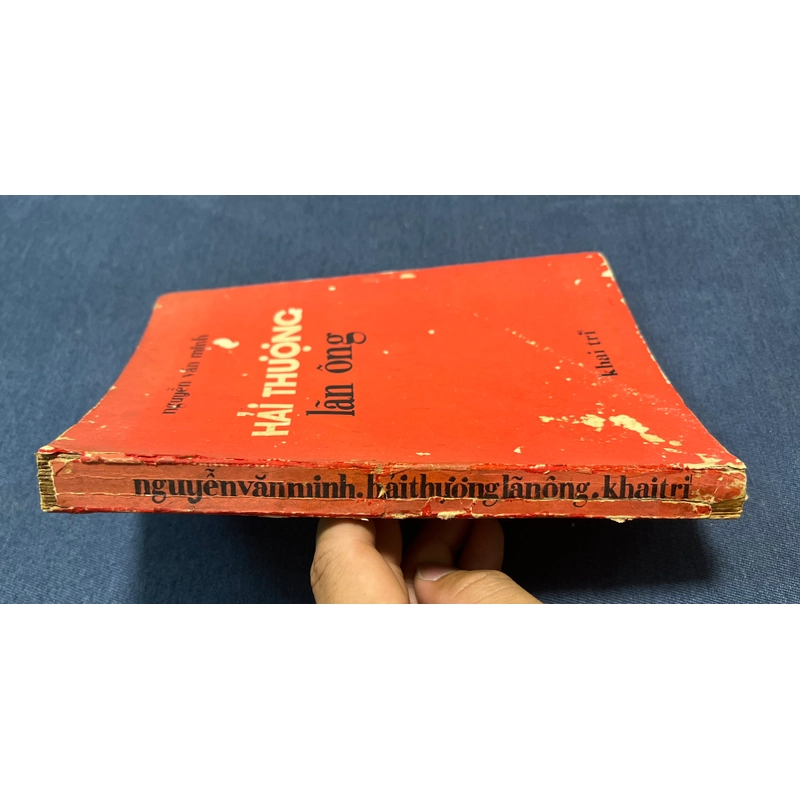 nguyễn văn minh
HẢI THƯỢNG
lãn ông
khai trí
nguyễnvănminh.hảithượnglãnông.khaitrí